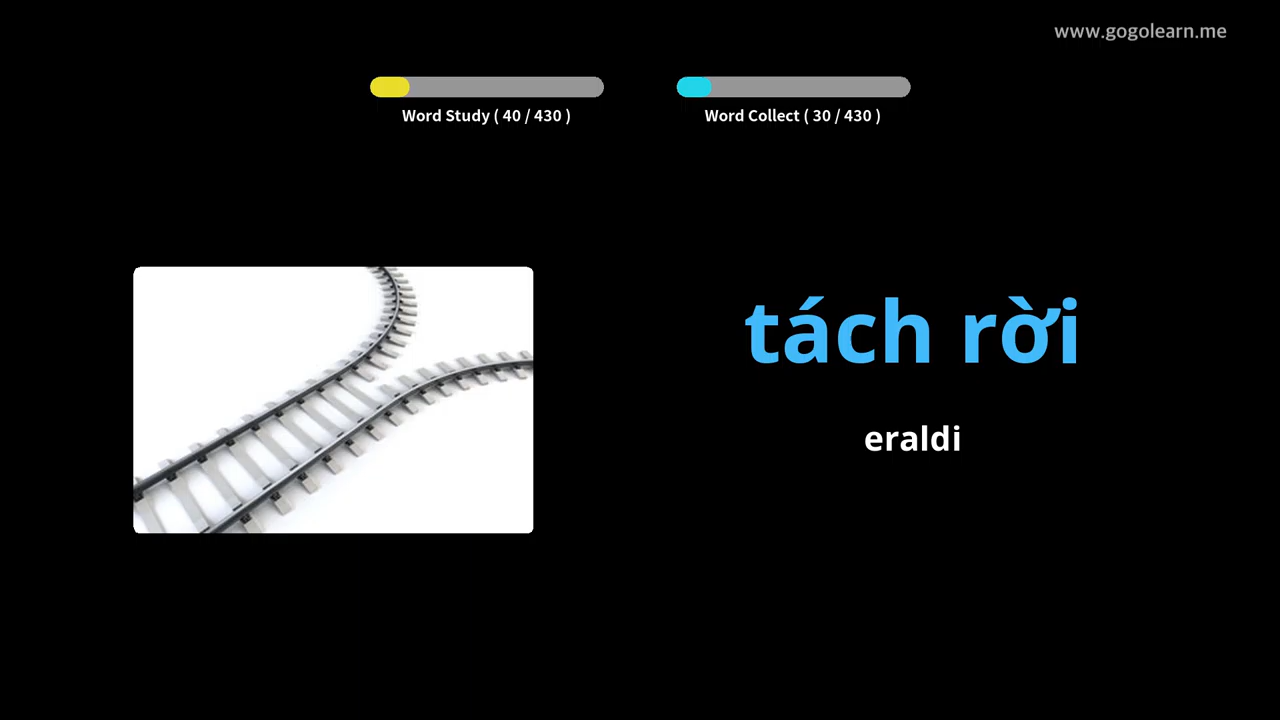 www.gogolearn.me
Word Study ( 40 / 430 )
Word Collect ( 30 / 430 )
tách rời
eraldi